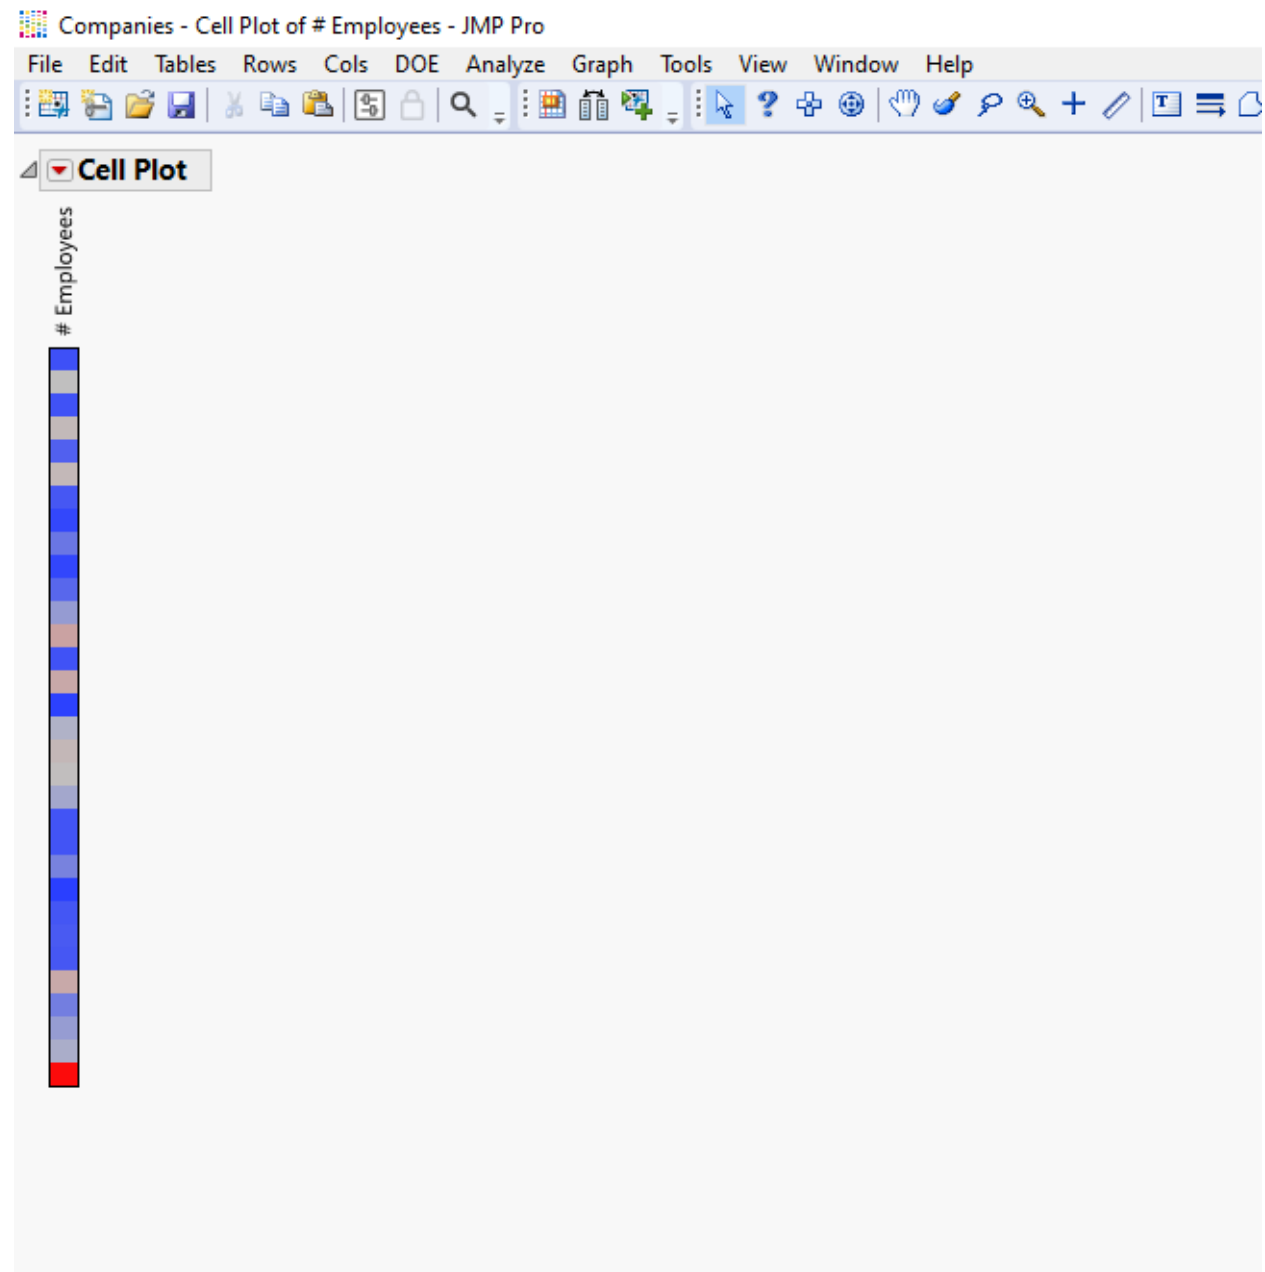 Companies - Cell Plot of # Employees - JMP Pro
File Edit Tables Rows Cols DOE Analyze Graph Tools View Window Help
Cell Plot
# Employees